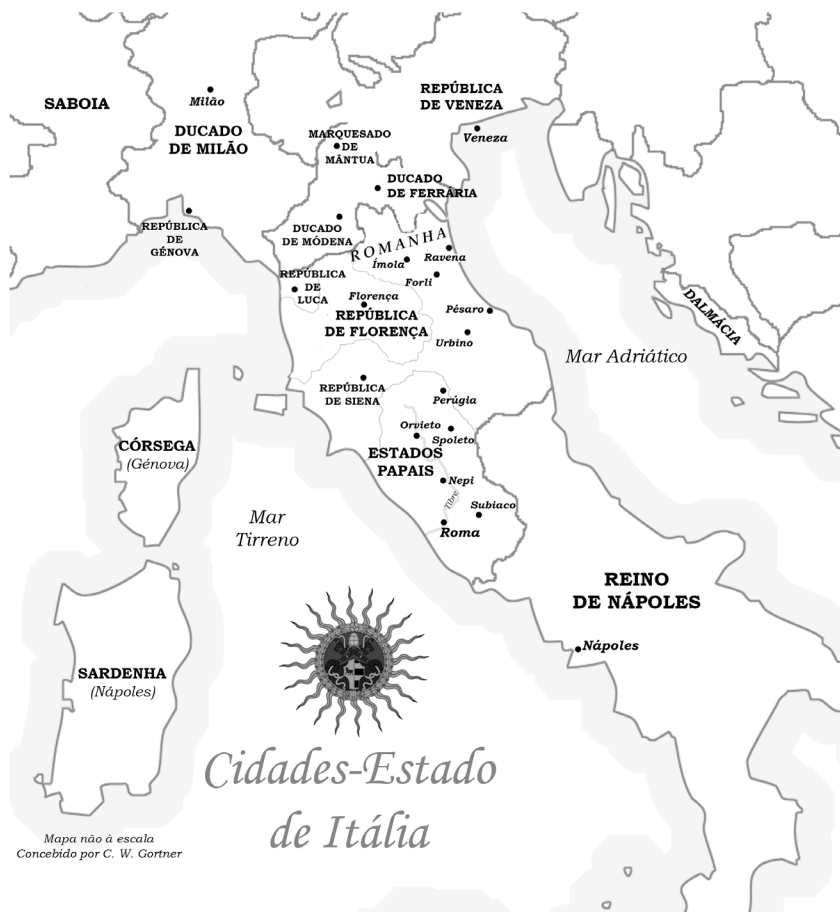 SABOIA
Milão
DUCADO
DE MILÃO
REPÚBLICA
DE VENEZA
Veneza
MARQUESADO
DE
MÂNTUA
DUCADO
DE FERRARIA
REPÚBLICA
DE
GÉNOVA
DUCADO
DE MÓDENA
ROMANHA
Ímola
Ravena
Forli
REPÚBLICA
DE
LUCA
Florença
REPÚBLICA
DE FLORENÇA
Pésaro
Urbino
DALMÁCIA
Mar Adriático
REPÚBLICA
DE SIENA
Perúgia
Orvieto
Spoleto
ESTADOS
PAPAIS
Nepi
Tibre
Subiaco
Roma
CÓRSEGA
(Génova)
Mar
Tirreno
REINO
DE NÁPOLES
Nápoles
SARDENHA
(Nápoles)
Cidades-Estado
de Itália
Mapa não à escala
Concebido por C. W. Gortner